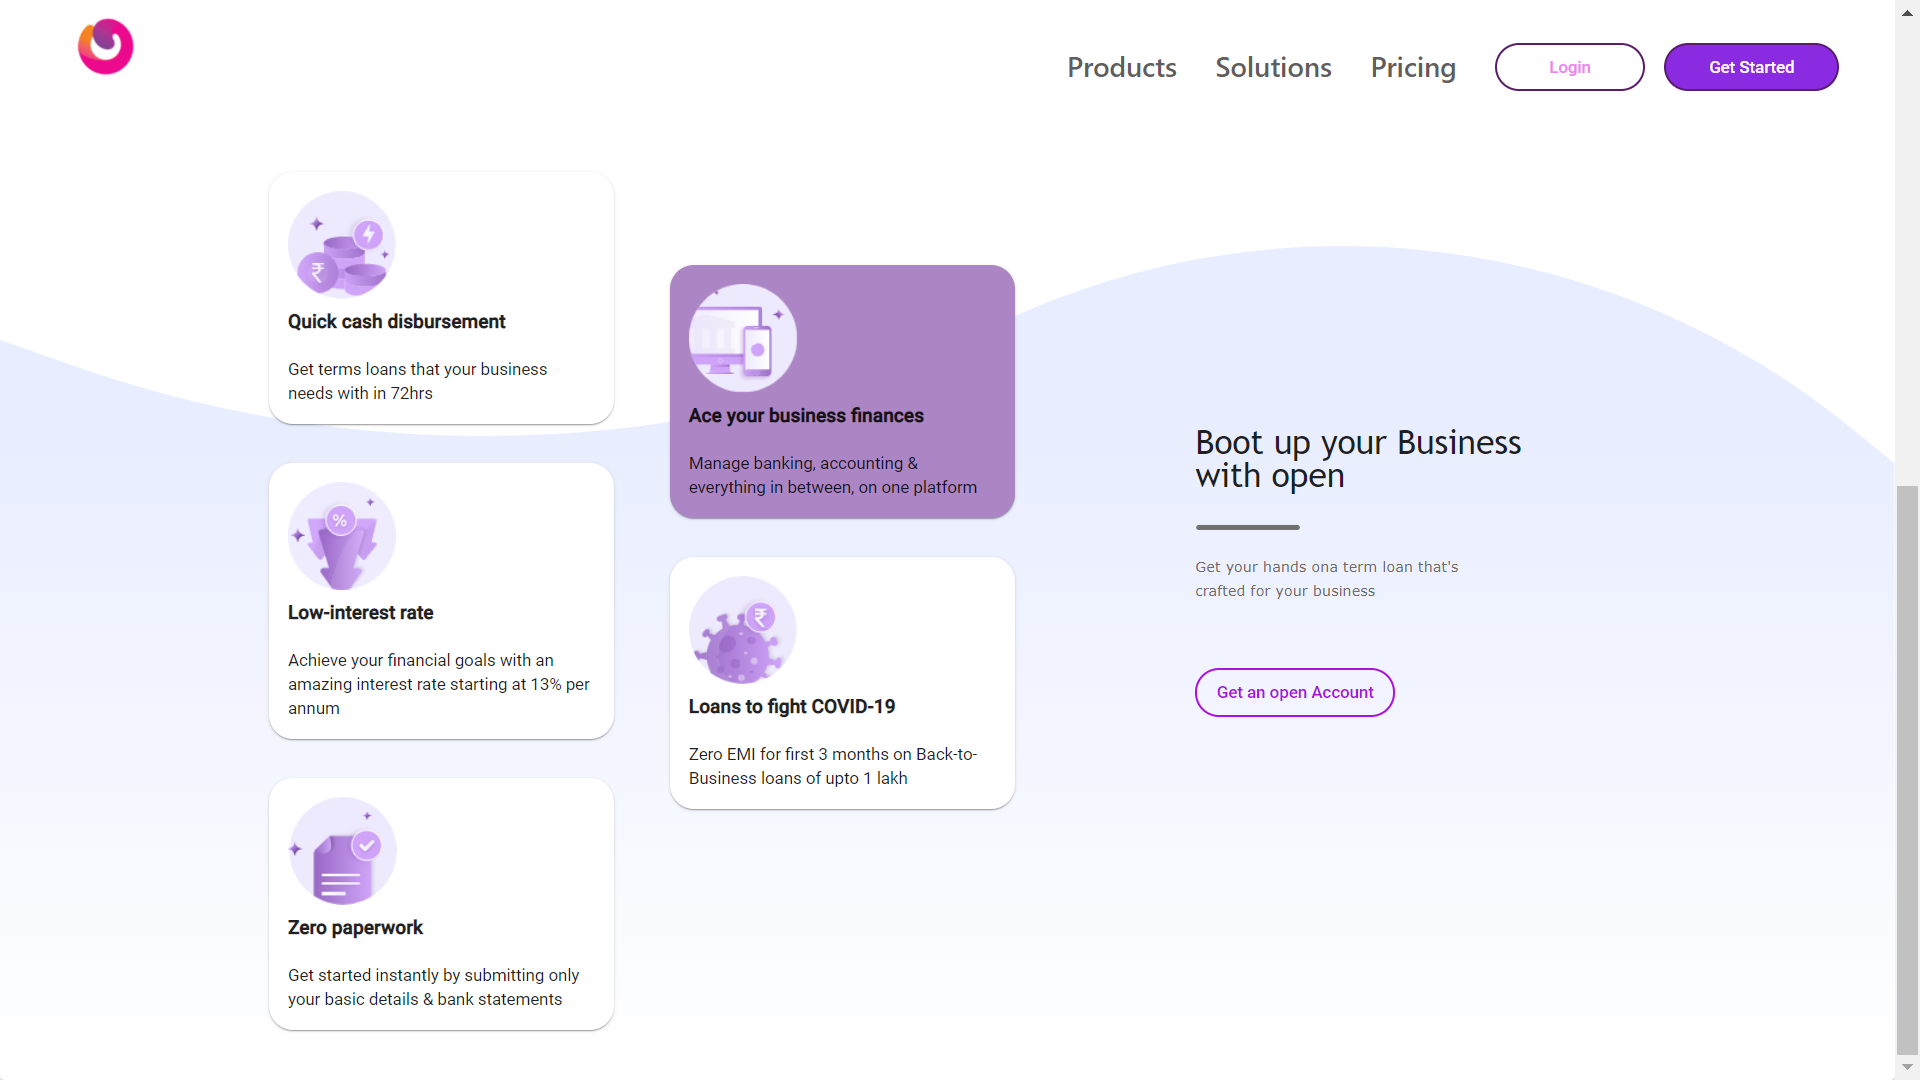 Products
Solutions
Pricing
Login
Get Started
₹
Quick cash disbursement
Get terms loans that your business
needs with in 72hrs
%
Low-interest rate
Achieve your financial goals with an
amazing interest rate starting at 13% per
annum
Zero paperwork
Get started instantly by submitting only
your basic details & bank statements
Ace your business finances
Manage banking, accounting &
everything in between, on one platform
₹
Loans to fight COVID-19
Zero EMI for first 3 months on Back-to-
Business loans of upto 1 lakh
Boot up your Business
with open
Get your hands ona term loan that's
crafted for your business
Get an open Account